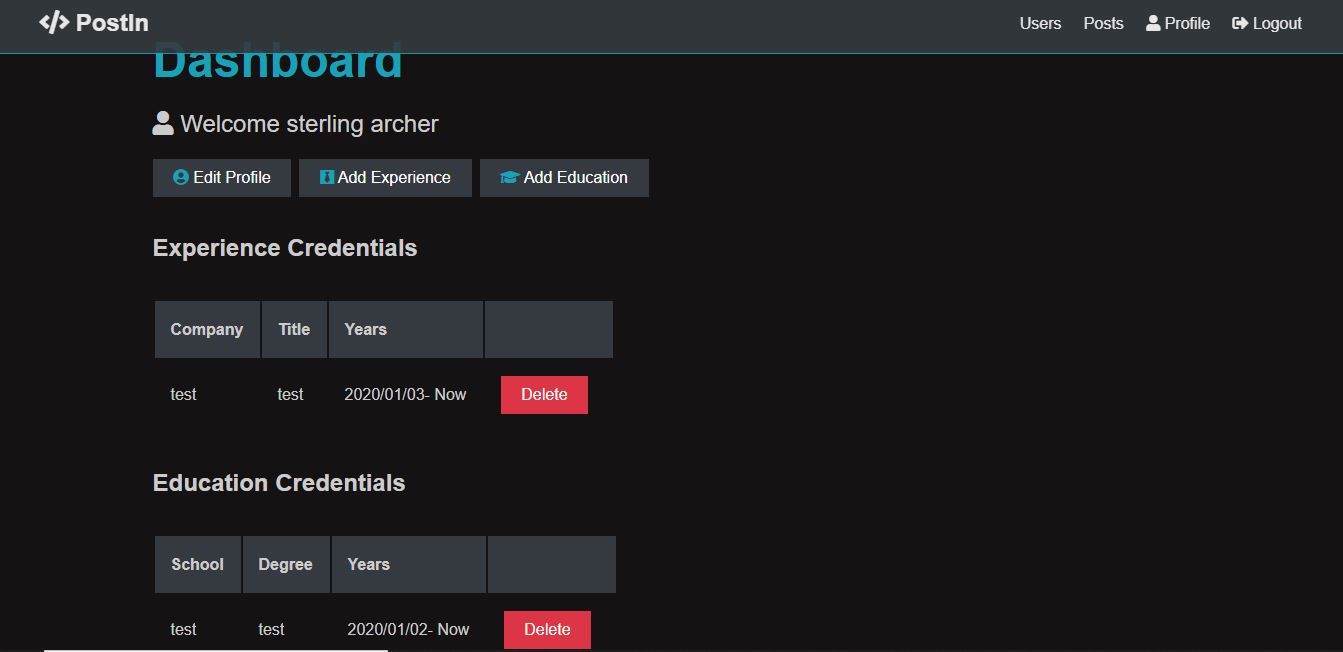 PostIn Users Posts Profile Logout
Dashboard
Welcome sterling archer
Edit Profile Add Experience Add Education
Experience Credentials
Company Title Years
test test 2020/01/03- Now Delete
Education Credentials
School Degree Years
test test 2020/01/02- Now Delete